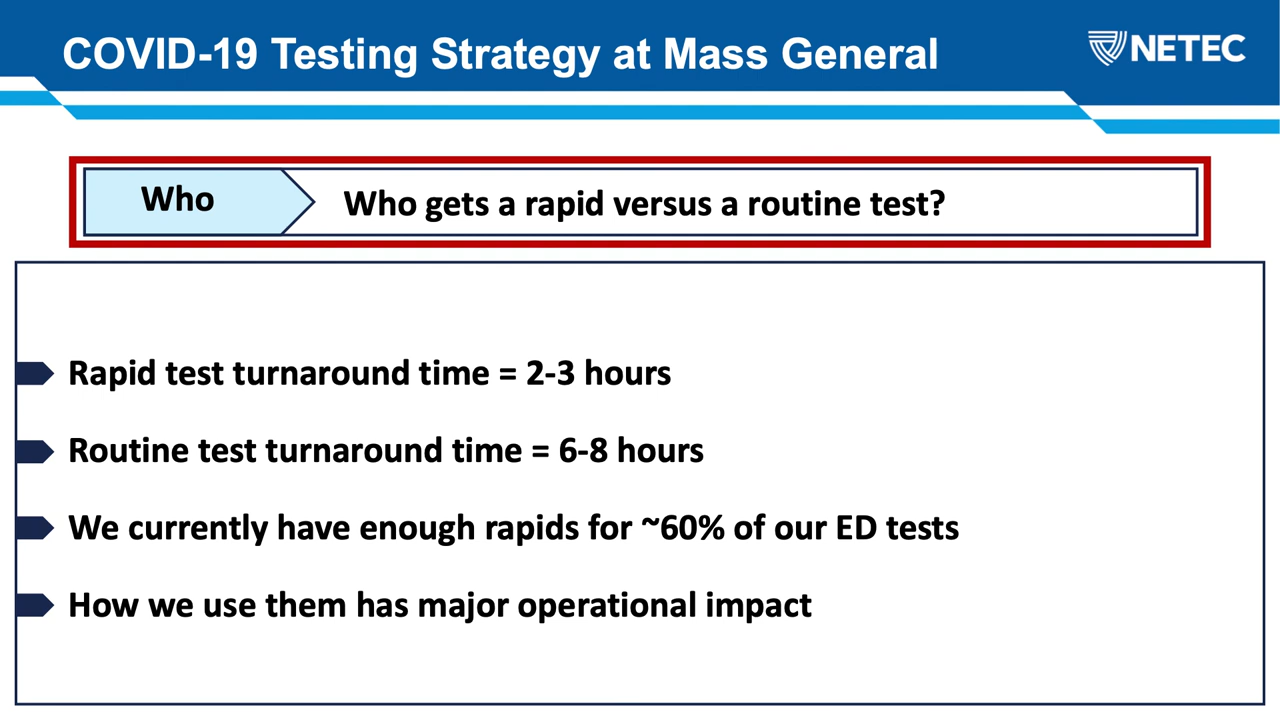 COVID-19 Testing Strategy at Mass General
NETEC
Who
Who gets a rapid versus a routine test?
Rapid test turnaround time = 2-3 hours
Routine test turnaround time = 6-8 hours
We currently have enough rapids for ~60% of our ED tests
How we use them has major operational impact